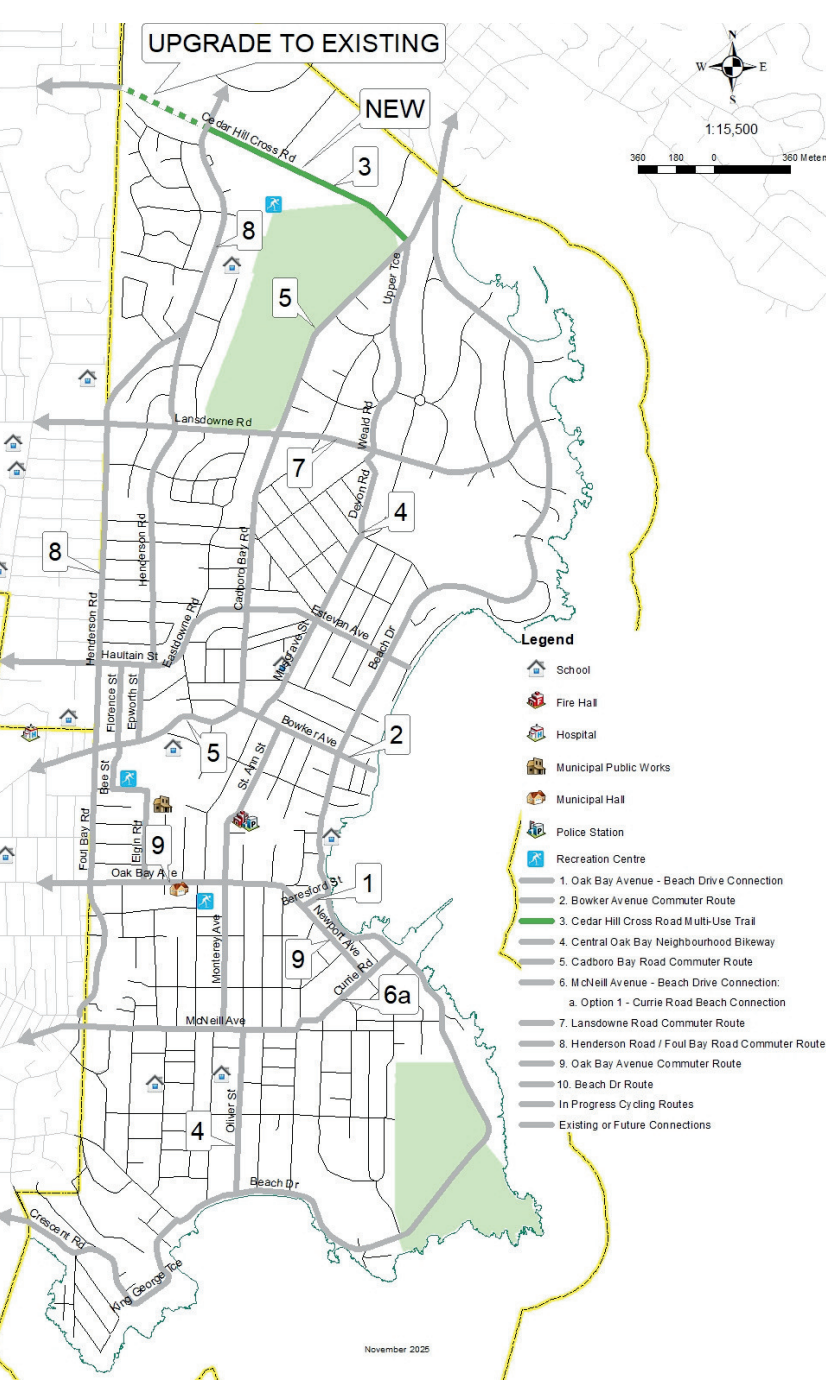 UPGRADE TO EXISTING
N
W
E
S
NEW
1:15,500
360 180 0 360 Meters
Cedar Hill Cross Rd
3
8
Upper Tce
5
Lansdowne Rd
Weald Rd
7
Devon Rd
4
8
Henderson Rd
Cadboro Bay Rd
Henderson Rd
Eastdowne Rd
Estevan Ave
Musgrave St
Beach Dr
Haultain St
Florence St
Epworth St
Bowker Ave
2
5
St. Ann St
Bee St
Foul Bay Rd
Elgin Rd
9
Oak Bay Ave
Beresford St
1
Newport Ave
9
Monterey Ave
Currie Rd
6a
McNeill Ave
Oliver St
4
Beach Dr
Crescent Rd
King George Tce
November 2025
Legend
School
Fire Hall
Hospital
Municipal Public Works
Municipal Hall
Police Station
Recreation Centre
1. Oak Bay Avenue - Beach Drive Connection
2. Bowker Avenue Commuter Route
3. Cedar Hill Cross Road Multi-Use Trail
4. Central Oak Bay Neighbourhood Bikeway
5. Cadboro Bay Road Commuter Route
6. McNeill Avenue - Beach Drive Connection:
a. Option 1 - Currie Road Beach Connection
7. Lansdowne Road Commuter Route
8. Henderson Road / Foul Bay Road Commuter Route
9. Oak Bay Avenue Commuter Route
10. Beach Dr Route
In Progress Cycling Routes
Existing or Future Connections